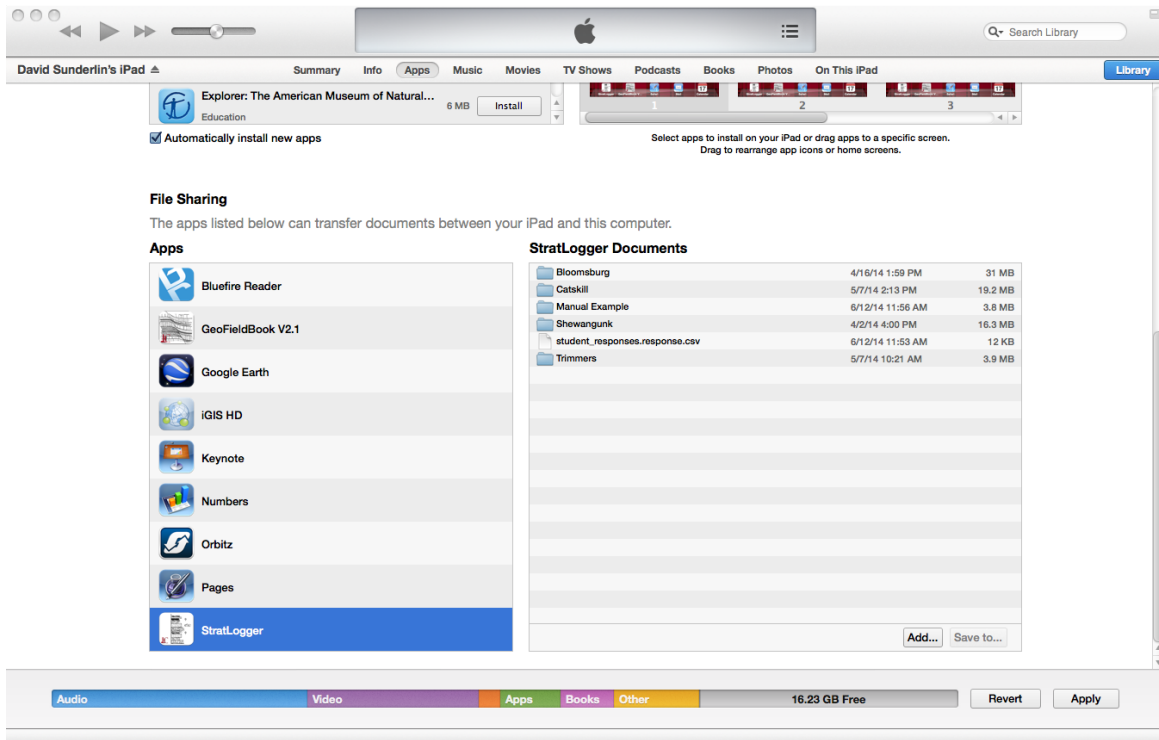 Search Library
David Sunderlin's iPad
Summary Info Apps Music Movies TV Shows Podcasts Books Photos On This iPad Library
Explorer: The American Museum of Natural...
Education
6 MB
Install
1 2 3
Automatically install new apps
Select apps to install on your iPad or drag apps to a specific screen.
Drag to rearrange app icons or home screens.
File Sharing
The apps listed below can transfer documents between your iPad and this computer.
Apps
Bluefire Reader
GeoFieldBook V2.1
Google Earth
iGIS HD
Keynote
Numbers
Orbitz
Pages
StratLogger
StratLogger Documents
Bloomsburg 4/16/14 1:59 PM 31 MB
Catskill 5/7/14 2:13 PM 19.2 MB
Manual Example 6/12/14 11:56 AM 3.8 MB
Shewangunk 4/2/14 4:00 PM 16.3 MB
student_responses.response.csv 6/12/14 11:53 AM 12 KB
Trimmers 5/7/14 10:21 AM 3.9 MB
Add... Save to...
Audio Video Apps Books Other 16.23 GB Free Revert Apply